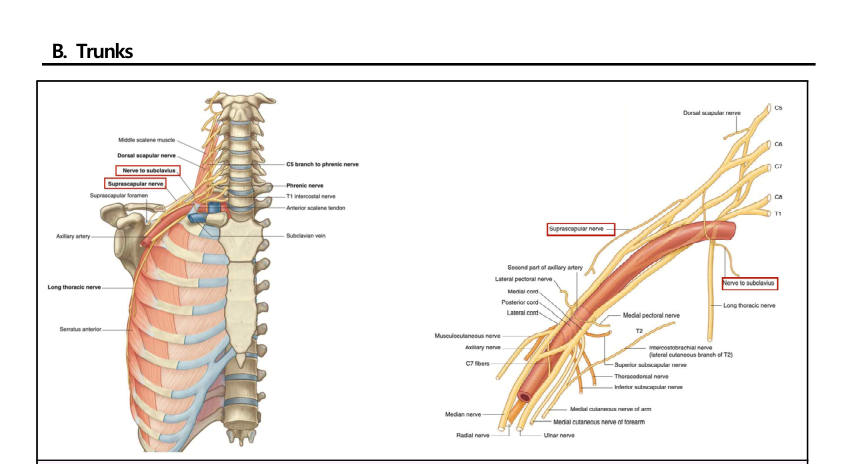 B. Trunks
Middle scalene muscle
Dorsal scapular nerve
Nerve to subclavius
Suprascapular nerve
Suprascapular foramen
Axillary artery
Long thoracic nerve
Serratus anterior
C5 branch to phrenic nerve
Phrenic nerve
T1 intercostal nerve
Anterior scalene tendon
Subclavian vein
Dorsal scapular nerve
C5
C6
C7
C8
T1
Suprascapular nerve
Second part of axillary artery
Lateral pectoral nerve
Medial cord
Posterior cord
Lateral cord
Musculocutaneous nerve
Axillary nerve
C7 fibers
Median nerve
Radial nerve
Ulnar nerve
Nerve to subclavius
Long thoracic nerve
Medial pectoral nerve
T2
Intercostobrachial nerve
(lateral cutaneous branch of T2)
Superior subscapular nerve
Thoracodorsal nerve
Inferior subscapular nerve
Medial cutaneous nerve of arm
Medial cutaneous nerve of forearm